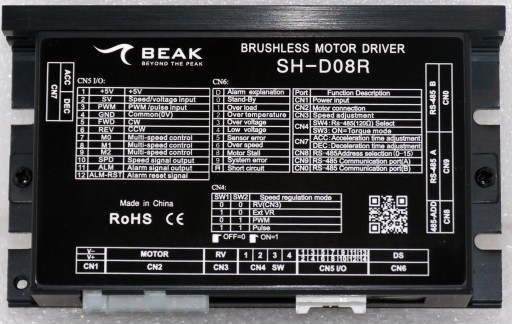 BEAK
BEYOND THE PEAK
BRUSHLESS MOTOR DRIVER
SH-D08R
ACC
DEC
CN7
CN5 I/O:
1 +5V +5V
2 SV Speed/voltage input
3 PWM PWM/pulse input
4 GND Common(0V)
5 FWD CW
6 REV CCW
7 M0 Multi-speed control
8 M1 Multi-speed control
9 M2 Multi-speed control
10 SPD Speed signal output
11 ALM Alarm signal output
12 ALM-RST Alarm reset signal
CN6:
D Alarm explanation
0 Stand-By
1 Over load
2 Over temperature
3 Over voltage
4 Low voltage
5 Sensor error
6 Over speed
8 Motor Stall
9 System error
Short circuit
Port Function Description
CN1 Power input
CN2 Motor connection
CN3 Speed adjustment
CN4 SW4: Rs-485(120Ω) Select
SW3: ON=Torque mode
CN7 ACC: Acceleration time adjustment
DEC: Deceleration time adjustment
CN8 RS-485Address selection (0-15)
CN9 RS-485 Communication port(A)
CN0 RS-485 Communication port(B)
RS-485 B
CN0
RS-485 A
CN9
485-ADD
CN8
Made in China
RoHS CE
CN4:
SW1 SW2 Speed regulation mode
0 0 RV(CN3)
1 0 Ext VR
0 1 PWM
1 1 Pulse
OFF=0 ON=1
V-
V+
CN1
MOTOR
CN2
RV
CN3
1 2 3 4
CN4 SW
CN5 I/O
DS
CN6